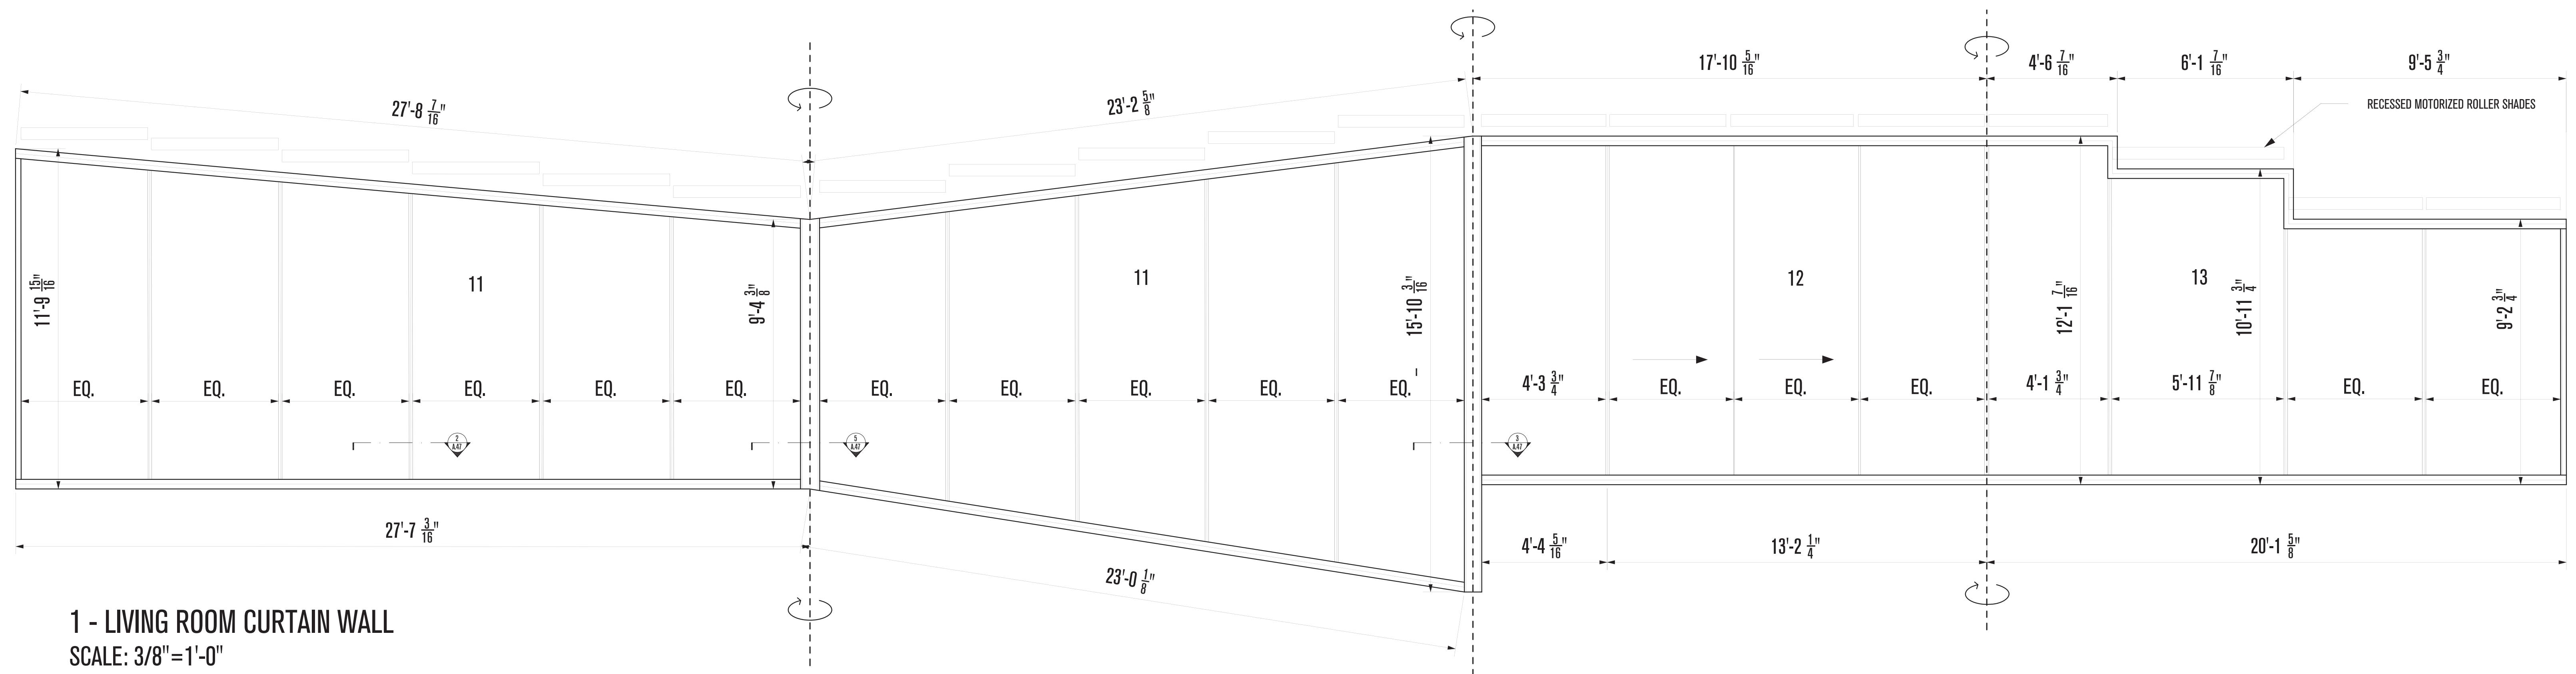 17'-10 5/16"
4'-6 7/16"
6'-1 7/16"
9'-5 3/4"
27'-8 7/16"
23'-2 5/8"
RECESSED MOTORIZED ROLLER SHADES
11'-9 15/16"
11
9'-4 3/8"
11
15'-10 3/16"
12
12'-1 7/16"
13
10'-11 3/4"
9'-2 3/4"
EQ.
EQ.
EQ.
EQ.
EQ.
EQ.
EQ.
EQ.
EQ.
EQ.
EQ.
4'-3 3/4"
EQ.
EQ.
EQ.
4'-1 3/4"
5'-11 7/8"
EQ.
EQ.
2
A.47
5
A.47
3
A.47
27'-7 3/16"
23'-0 1/8"
4'-4 5/16"
13'-2 1/4"
20'-1 5/8"
1 - LIVING ROOM CURTAIN WALL
SCALE: 3/8"=1'-0"